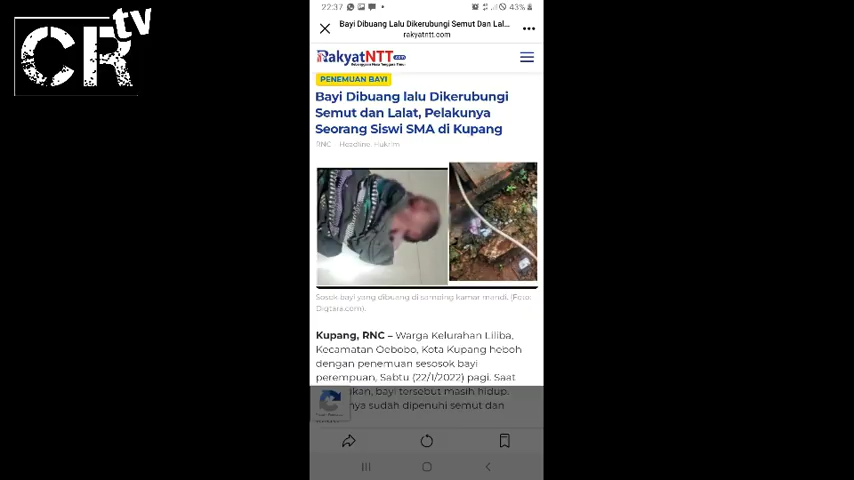 CR tv
22:37
43%
Bayi Dibuang Lalu Dikerubungi Semut Dan Lal...
rakyatntt.com
RakyatNTT.com
PENEMUAN BAYI
Bayi Dibuang lalu Dikerubungi
Semut dan Lalat, Pelakunya
Seorang Siswi SMA di Kupang
RNC Headline, Hukrim
Sosok bayi yang dibuang di samping kamar mandi. (Foto:
Digtara.com).
Kupang, RNC – Warga Kelurahan Liliba,
Kecamatan Oebobo, Kota Kupang heboh
dengan penemuan sesosok bayi
perempuan, Sabtu (22/1/2022) pagi. Saat
ikan, bayi tersebut masih hidup.
nya sudah dipenuhi semut dan